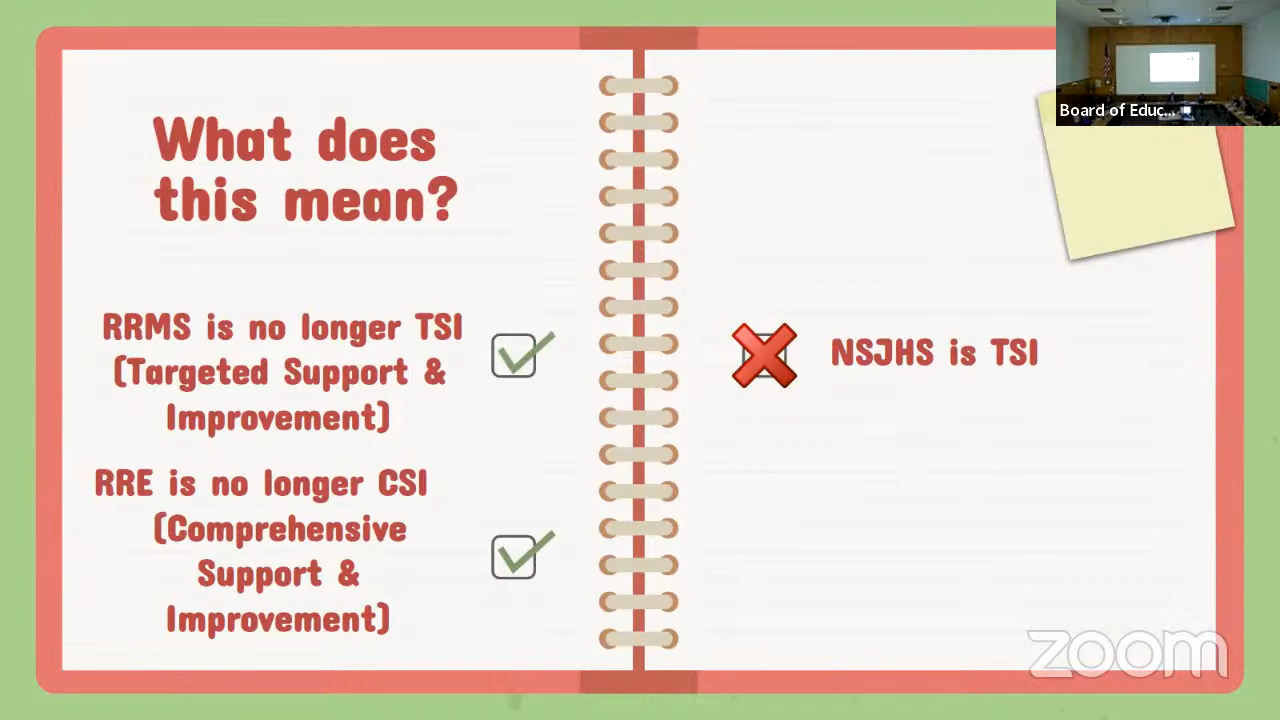 What does
this mean?
RRMS is no longer TSI
(Targeted Support &
Improvement)
RRE is no longer CSI
(Comprehensive
Support &
Improvement)
NSJHS is TSI
Board of Educ...
zoom